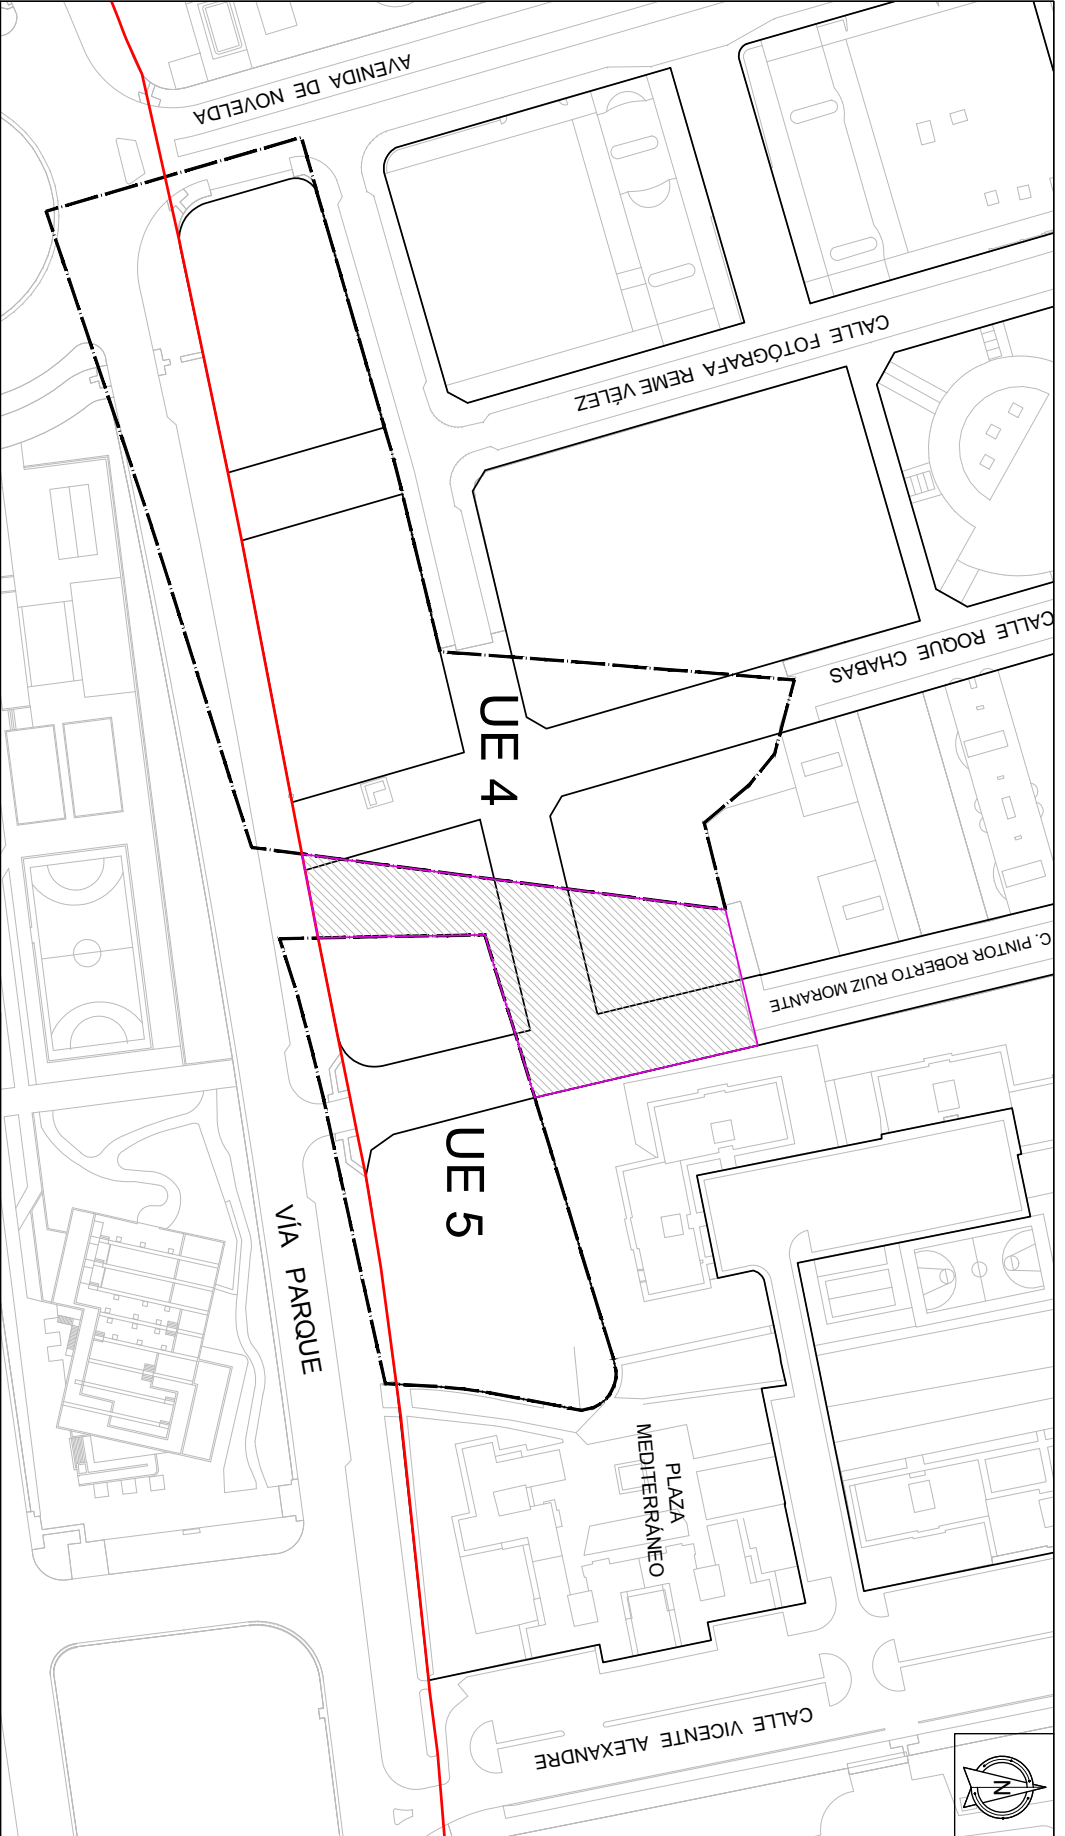 AVENIDA DE NOVELDA
CALLE FOTÓGRAFA REME VÉLEZ
CALLE ROQUE CHABAS
UE 4
C. PINTOR ROBERTO RUIZ MORANTE
UE 5
VÍA PARQUE
PLAZA
MEDITERRÁNEO
CALLE VICENTE ALEXANDRE
N